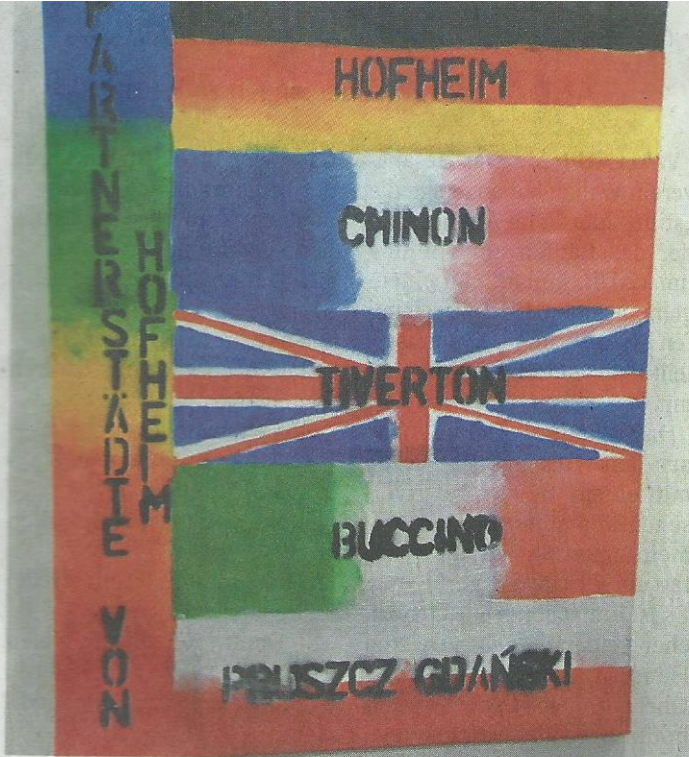 PARTNERSTÄDTE VON
HOFHEIM
HOFHEIM
CHINON
TIVERTON
BUCCINO
PRUSZCZ GDAŃSKI